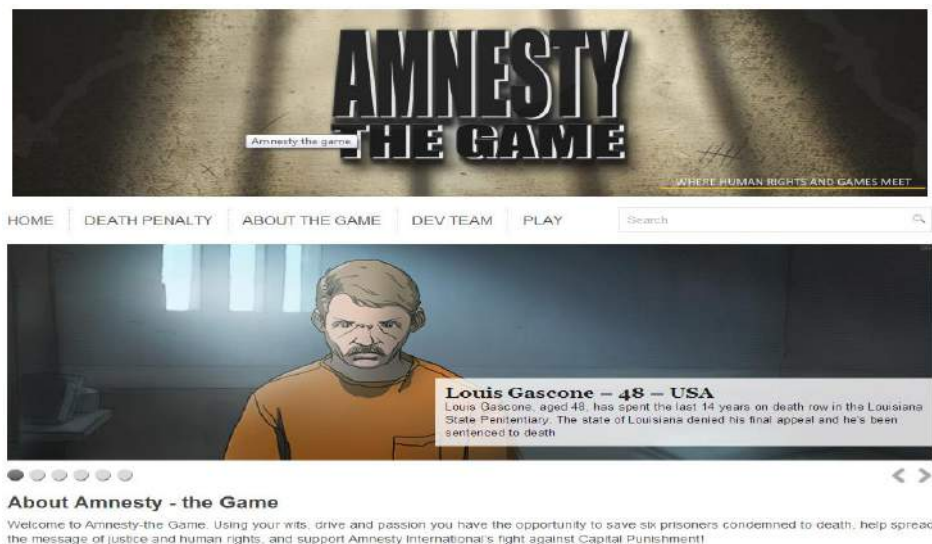 AMNESTY
THE GAME
Amnesty the game
WHERE HUMAN RIGHTS AND GAMES MEET
HOME DEATH PENALTY ABOUT THE GAME DEV TEAM PLAY Search
Louis Gascone – 48 – USA
Louis Gascone, aged 48, has spent the last 14 years on death row in the Louisiana
State Penitentiary. The state of Louisiana denied his final appeal and he's been
sentenced to death
About Amnesty - the Game
Welcome to Amnesty-the Game. Using your wits, drive and passion you have the opportunity to save six prisoners condemned to death, help spread
the message of justice and human rights, and support Amnesty International's fight against Capital Punishment!